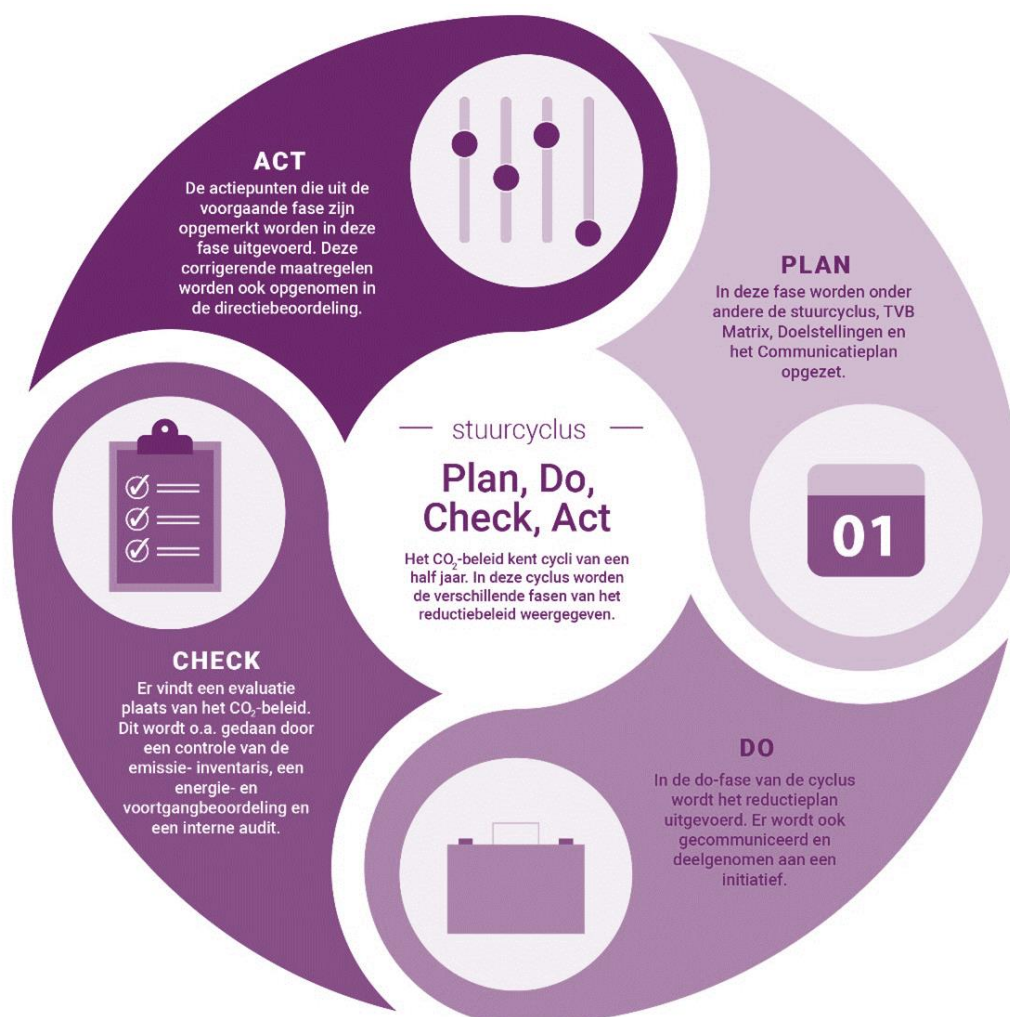 stuurcyclus
Plan, Do,
Check, Act
Het CO₂-beleid kent cycli van een
half jaar. In deze cyclus worden
de verschillende fasen van het
reductiebeleid weergegeven.
PLAN
In deze fase worden onder
andere de stuurcyclus, TVB
Matrix, Doelstellingen en
het Communicatieplan
opgezet.
01
DO
In de do-fase van de cyclus
wordt het reductieplan
uitgevoerd. Er wordt ook
gecommuniceerd en
deelgenomen aan een
initiatief.
CHECK
Er vindt een evaluatie
plaats van het CO₂-beleid.
Dit wordt o.a. gedaan door
een controle van de
emissie- inventaris, een
energie- en
voortgangbeoordeling en
een interne audit.
ACT
De actiepunten die uit de
voorgaande fase zijn
opgemerkt worden in deze
fase uitgevoerd. Deze
corrigerende maatregelen
worden ook opgenomen in
de directiebeoordeling.